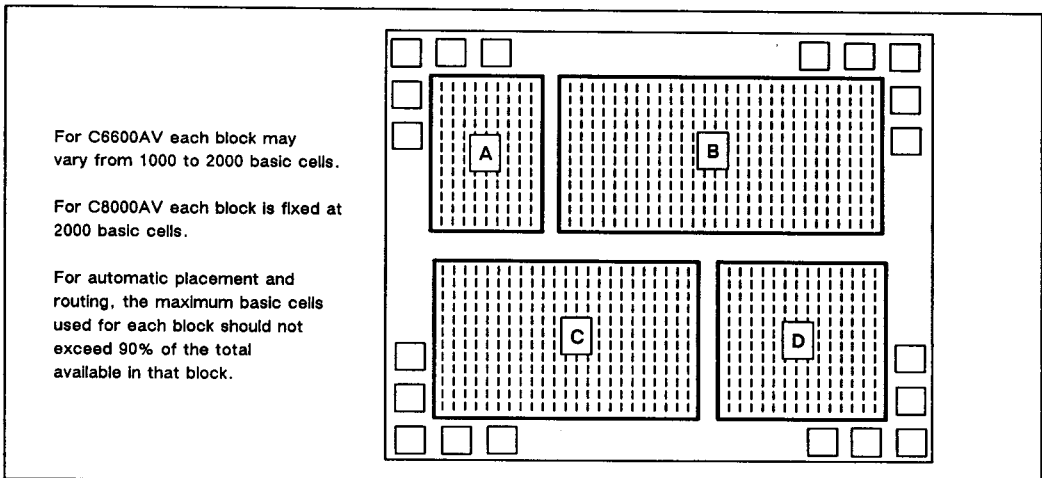 For C6600AV each block may
vary from 1000 to 2000 basic cells.
For C8000AV each block is fixed at
2000 basic cells.
For automatic placement and
routing, the maximum basic cells
used for each block should not
exceed 90% of the total
available in that block.
A
B
C
D